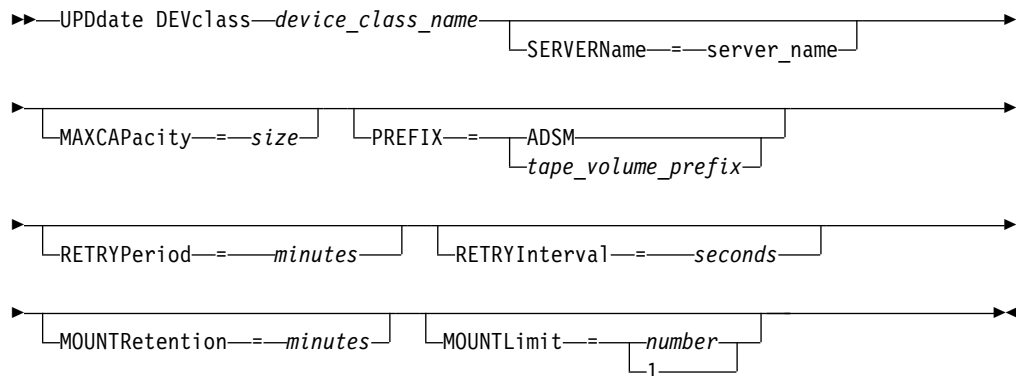 UPDdate DEVclass device_class_name
SERVERName = server_name
MAXCAPacity = size PREFIX = ADSM
tape_volume_prefix
RETRYPeriod = minutes RETRYInterval = seconds
MOUNTRetention = minutes MOUNTLimit = number
1